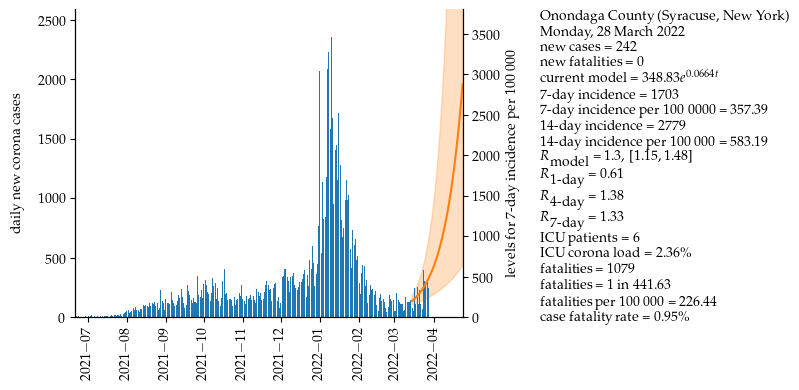 Onondaga County (Syracuse, New York)
Monday, 28 March 2022
new cases = 242
new fatalities = 0
current model = 348.83e^0.0664t
7-day incidence = 1703
7-day incidence per 100 0000 = 357.39
14-day incidence = 2779
14-day incidence per 100 000 = 583.19
R model = 1.3, [1.15, 1.48]
R 1-day = 0.61
R 4-day = 1.38
R 7-day = 1.33
ICU patients = 6
ICU corona load = 2.36%
fatalities = 1079
fatalities = 1 in 441.63
fatalities per 100 000 = 226.44
case fatality rate = 0.95%
daily new corona cases
2500
2000
1500
1000
500
0
2021−07
2021−08
2021−09
2021−10
2021−11
2021−12
2022−01
2022−02
2022−03
2022−04
3500
3000
2500
2000
1500
1000
500
0
levels for 7-day incidence per 100 000